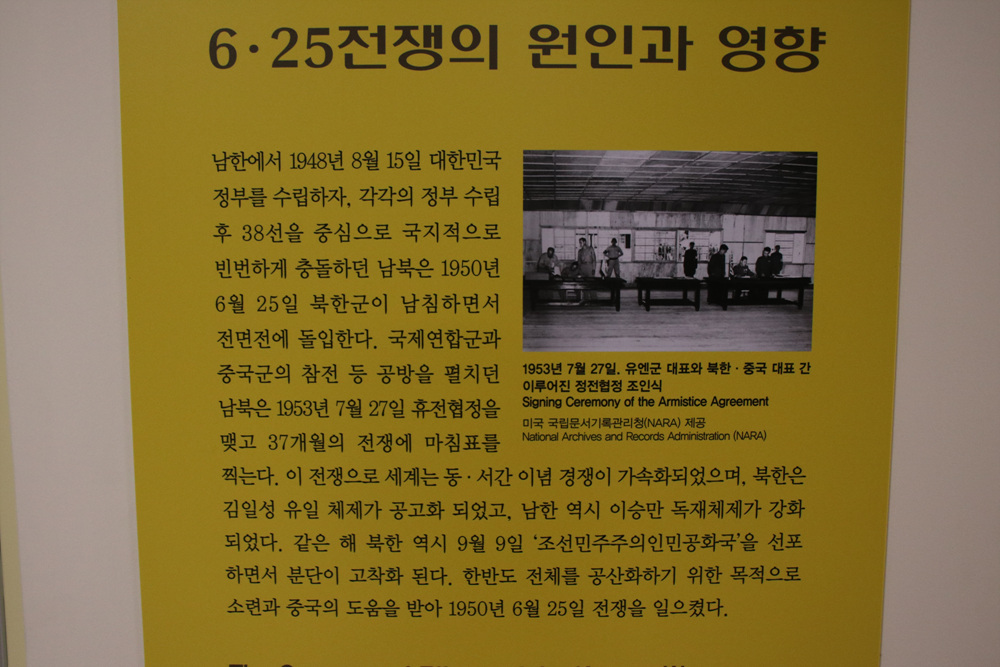 6·25전쟁의 원인과 영향
남한에서 1948년 8월 15일 대한민국
정부를 수립하자, 각각의 정부 수립
후 38선을 중심으로 국지적으로
빈번하게 충돌하던 남북은 1950년
6월 25일 북한군이 남침하면서
전면전에 돌입한다. 국제연합군과
중국군의 참전 등 공방을 펼치던
남북은 1953년 7월 27일 휴전협정을
맺고 37개월의 전쟁에 마침표를
찍는다. 이 전쟁으로 세계는 동·서간 이념 경쟁이 가속화되었으며, 북한은
김일성 유일 체제가 공고화 되었고, 남한 역시 이승만 독재체제가 강화
되었다. 같은 해 북한 역시 9월 9일 ‘조선민주주의인민공화국’을 선포
하면서 분단이 고착화 된다. 한반도 전체를 공산화하기 위한 목적으로
소련과 중국의 도움을 받아 1950년 6월 25일 전쟁을 일으켰다.
1953년 7월 27일. 유엔군 대표와 북한·중국 대표 간
이루어진 정전협정 조인식
Signing Ceremony of the Armistice Agreement
미국 국립문서기록관리청(NARA) 제공
National Archives and Records Administration (NARA)